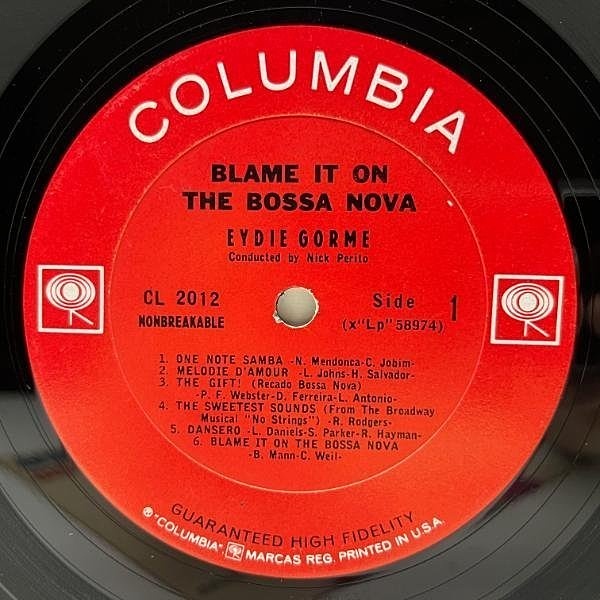 COLUMBIA
BLAME IT ON
THE BOSSA NOVA
EYDIE GORME
Conducted by Nick Perito
CL 2012
NONBREAKABLE
Side 1
(x"Lp"58974)
1. ONE NOTE SAMBA -N. Mendonca-C. Jobim-
2. MELODIE D'AMOUR -L. Johns-H. Salvador-
3. THE GIFT! (Recado Bossa Nova)
-P. F. Webster-D. Ferreira-L. Antonio-
4. THE SWEETEST SOUNDS (From The Broadway
Musical "No Strings") -R. Rodgers-
5. DANSERO -L. Daniels-S. Parker-R. Hayman-
6. BLAME IT ON THE BOSSA NOVA
-B. Mann-C. Weil-
GUARANTEED HIGH FIDELITY
® "COLUMBIA", MARCAS REG. PRINTED IN U.S.A.